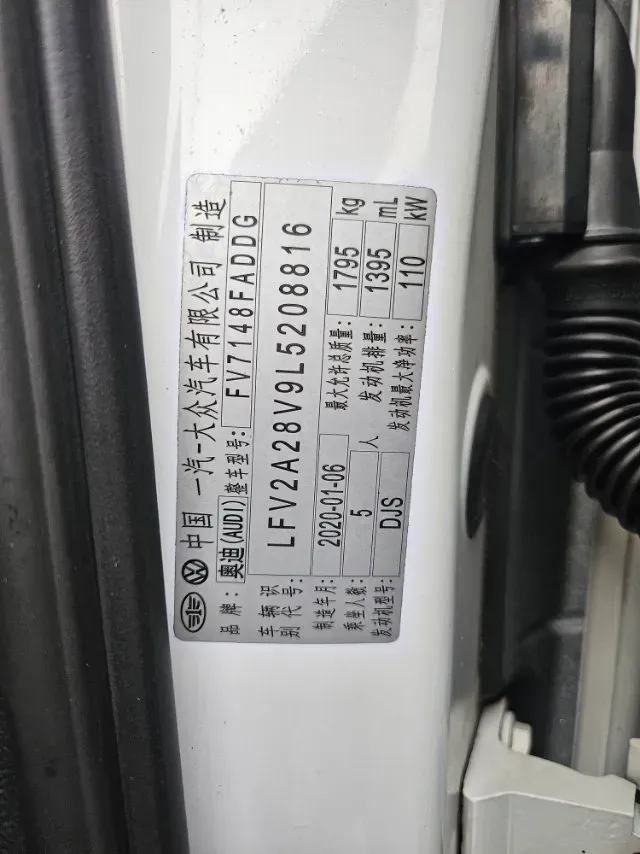 中国 一汽-大众汽车有限公司 制造
品牌: 奥迪(AUDI) 整车型号: FV7148FADDG
车辆识别代号: LFV2A28V9L5208816
制造年月: 2020-01-06 最大允许总质量: 1795 kg
乘坐人数: 5 人 发动机排量: 1395 mL
发动机型号: DJS 发动机最大净功率: 110 kW